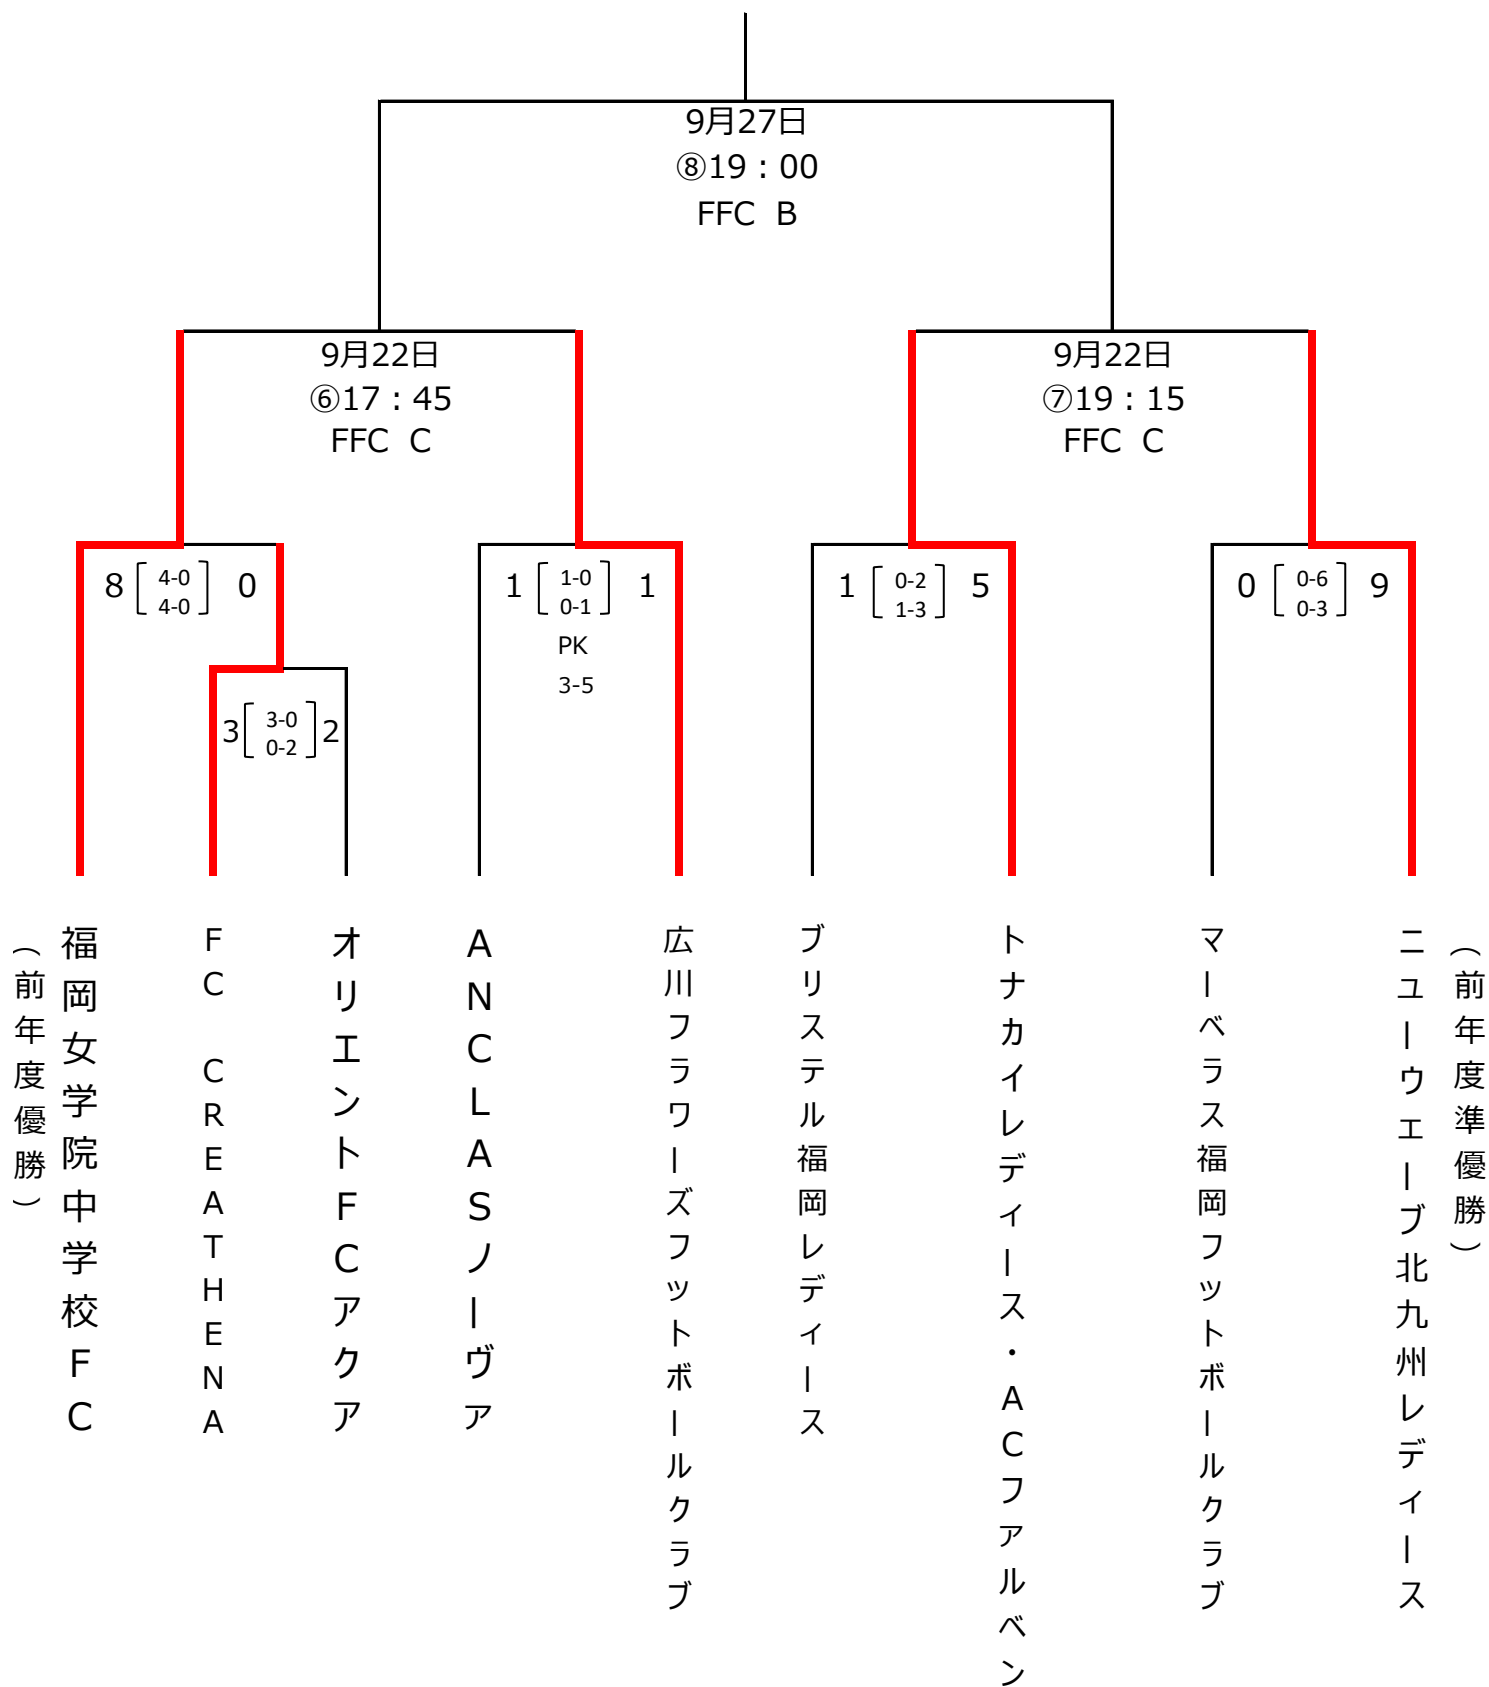 9月27日
⑧19：00
FFC B
9月22日
⑥17：45
FFC C
9月22日
⑦19：15
FFC C
8 [ 4-0 4-0 ] 0
1 [ 1-0 0-1 ] 1
PK
3-5
1 [ 0-2 1-3 ] 5
0 [ 0-6 0-3 ] 9
3 [ 3-0 0-2 ] 2
（前年度優勝）
福岡女学院中学校FC
FC CREATHENA
オリエントFCアクア
ANCLASノーヴァ
広川フラワーズフットボールクラブ
ブリステル福岡レディース
トナカイレディース・ACファルベン
マーベラス福岡フットボールクラブ
ニューウェーブ北九州レディース
（前年度準優勝）